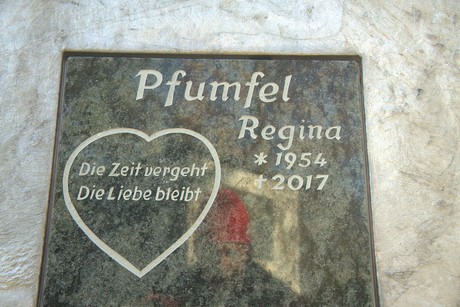 Pfumfel
Regina
* 1954
† 2017
Die Zeit vergeht
Die Liebe bleibt